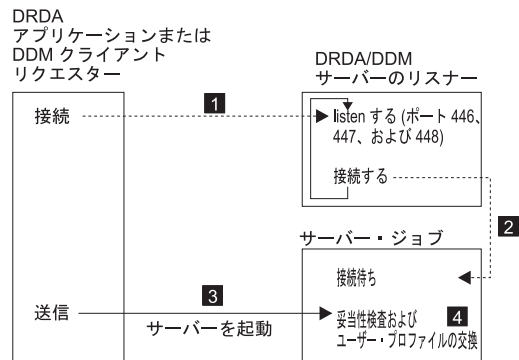 DRDA
アプリケーションまたは
DDM クライアント
リクエスター
接続
1
DRDA/DDM
サーバーのリスナー
listen する (ポート 446、
447、および 448)
接続する
2
サーバー・ジョブ
接続待ち
送信
3
サーバーを起動
妥当性検査および
4
ユーザー・プロファイルの交換